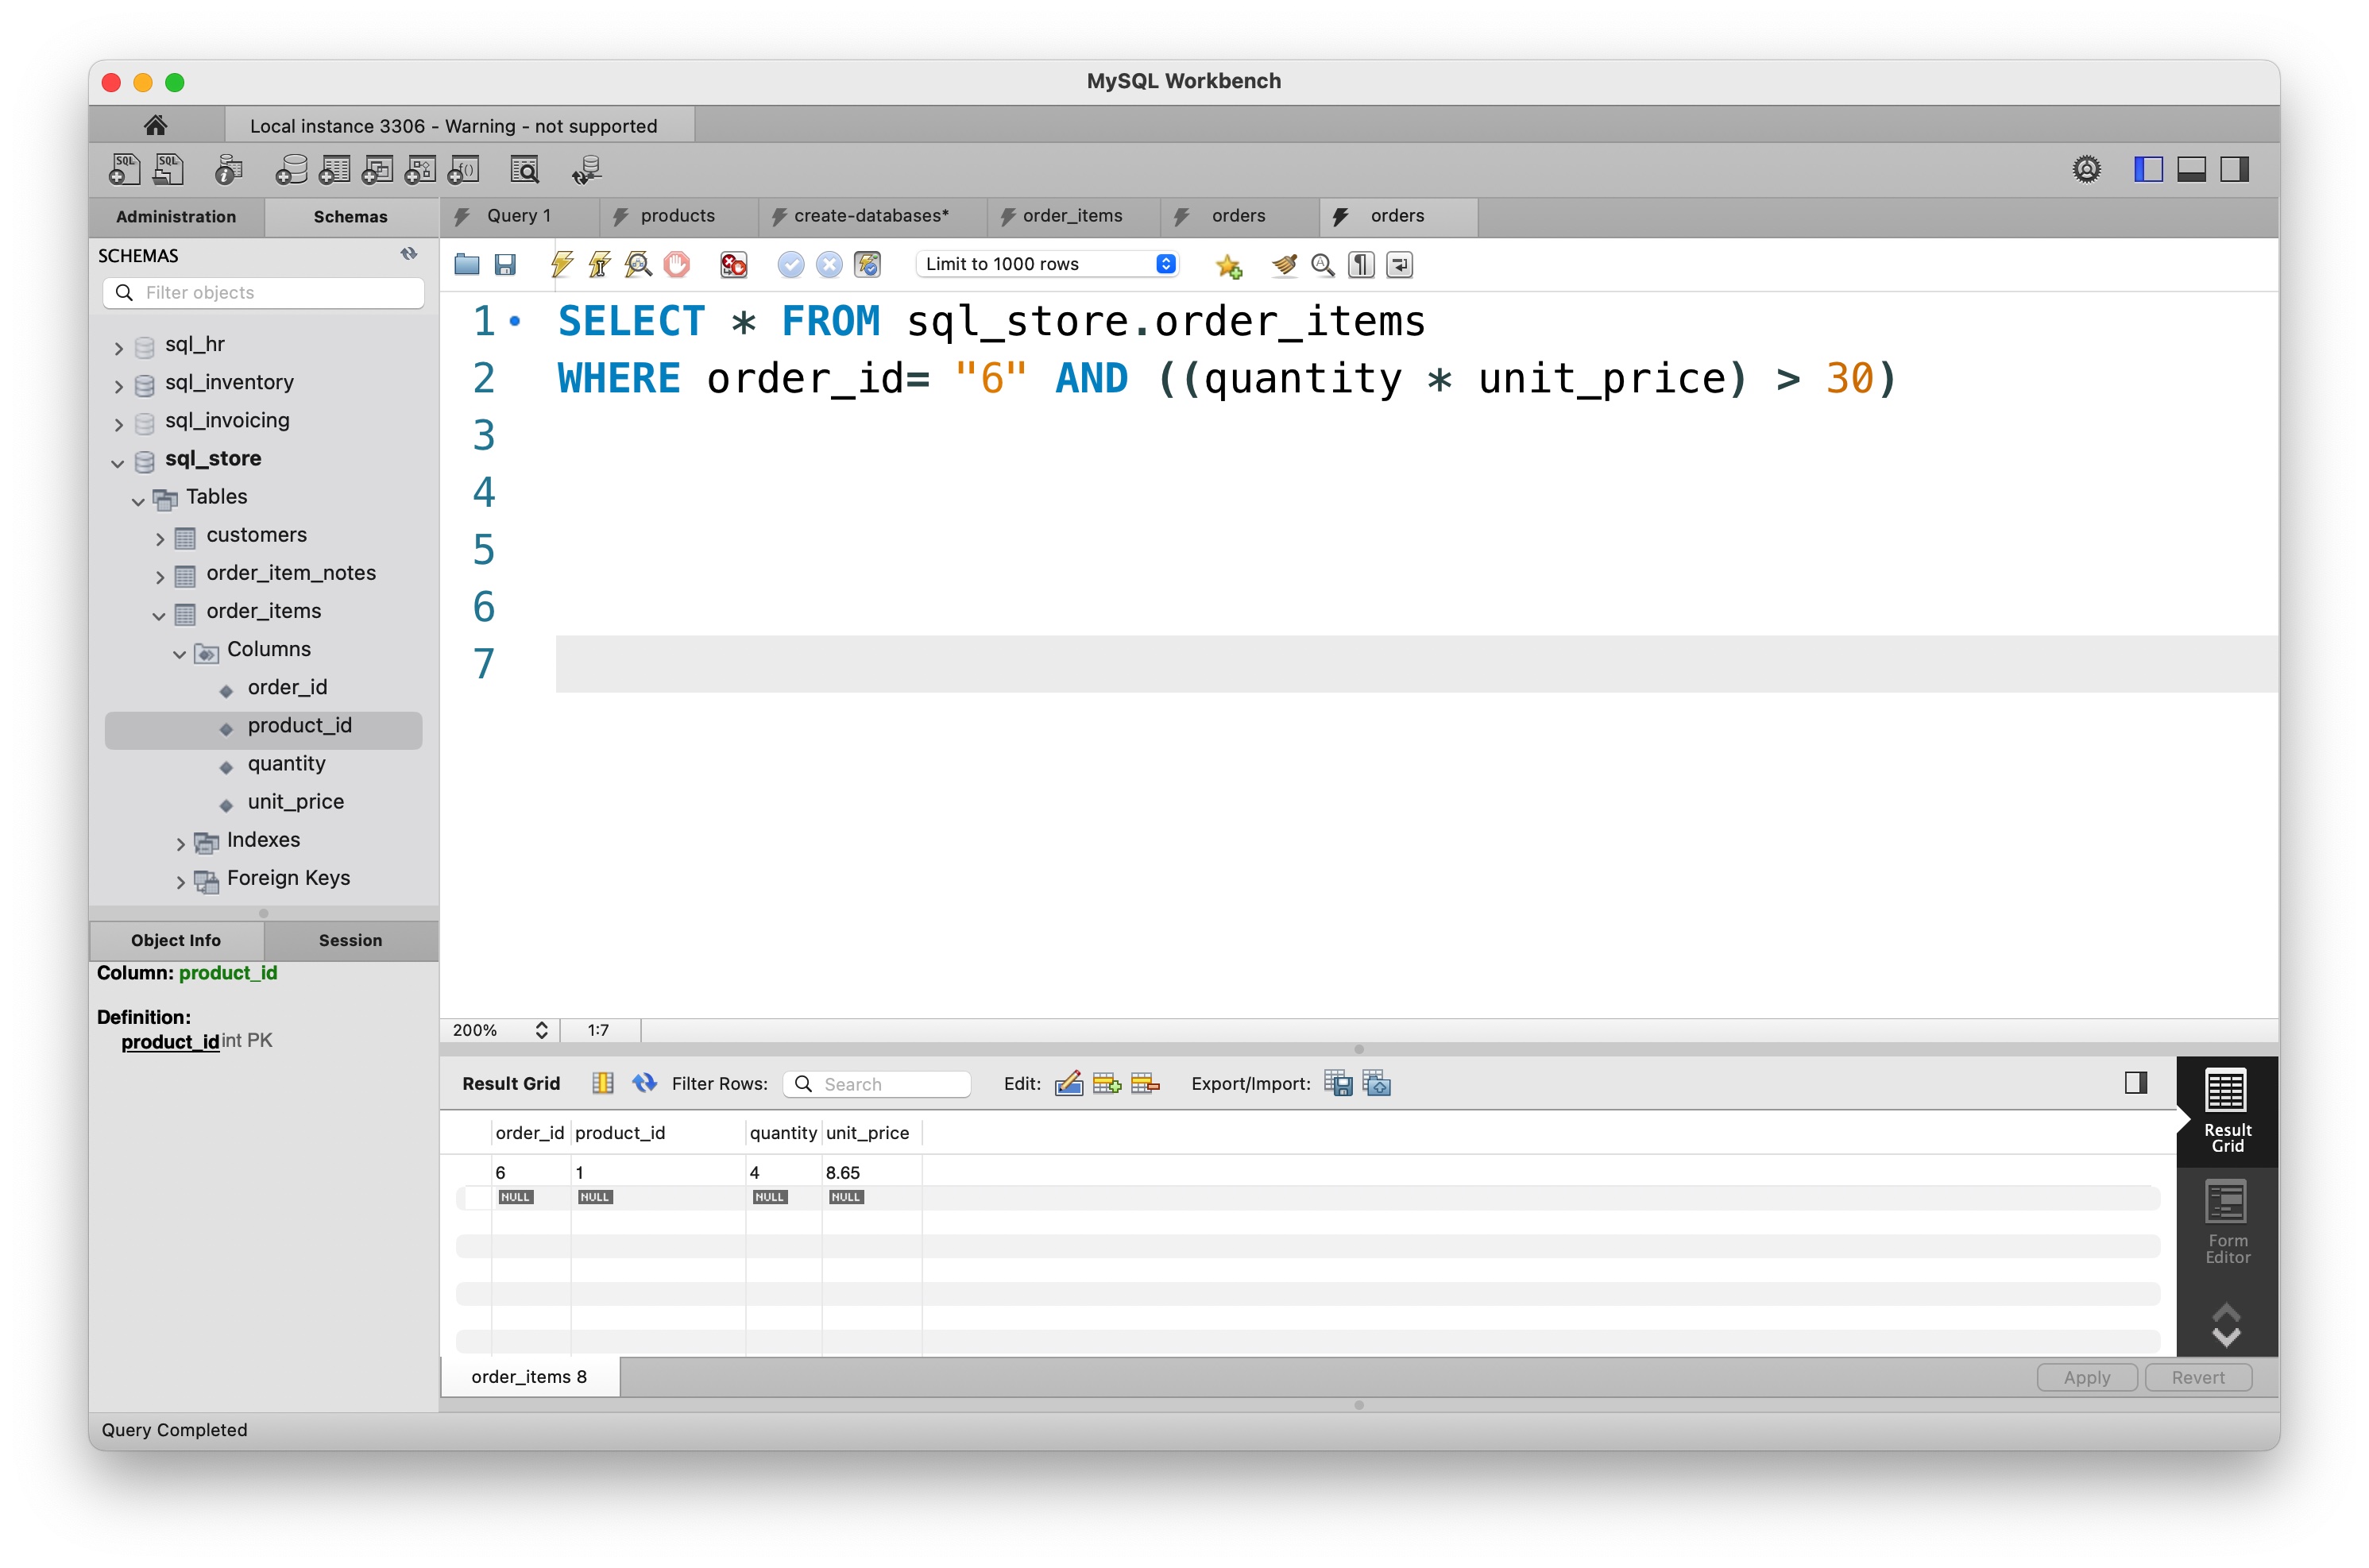 MySQL Workbench
Local instance 3306 - Warning - not supported
SQL SQL
Administration Schemas
Query 1 products create-databases* order_items orders orders
SCHEMAS
Filter objects
Limit to 1000 rows
sql_hr
sql_inventory
sql_invoicing
sql_store
Tables
customers
order_item_notes
order_items
Columns
order_id
product_id
quantity
unit_price
Indexes
Foreign Keys
1 SELECT * FROM sql_store.order_items
2 WHERE order_id= "6" AND ((quantity * unit_price) > 30)
3
4
5
6
7
Object Info Session
Column: product_id
Definition:
product_id int PK
200% 1:7
Result Grid Filter Rows: Search Edit: Export/Import:
order_id product_id quantity unit_price
6 1 4 8.65
NULL NULL NULL NULL
Result
Grid
Form
Editor
order_items 8
Apply Revert
Query Completed